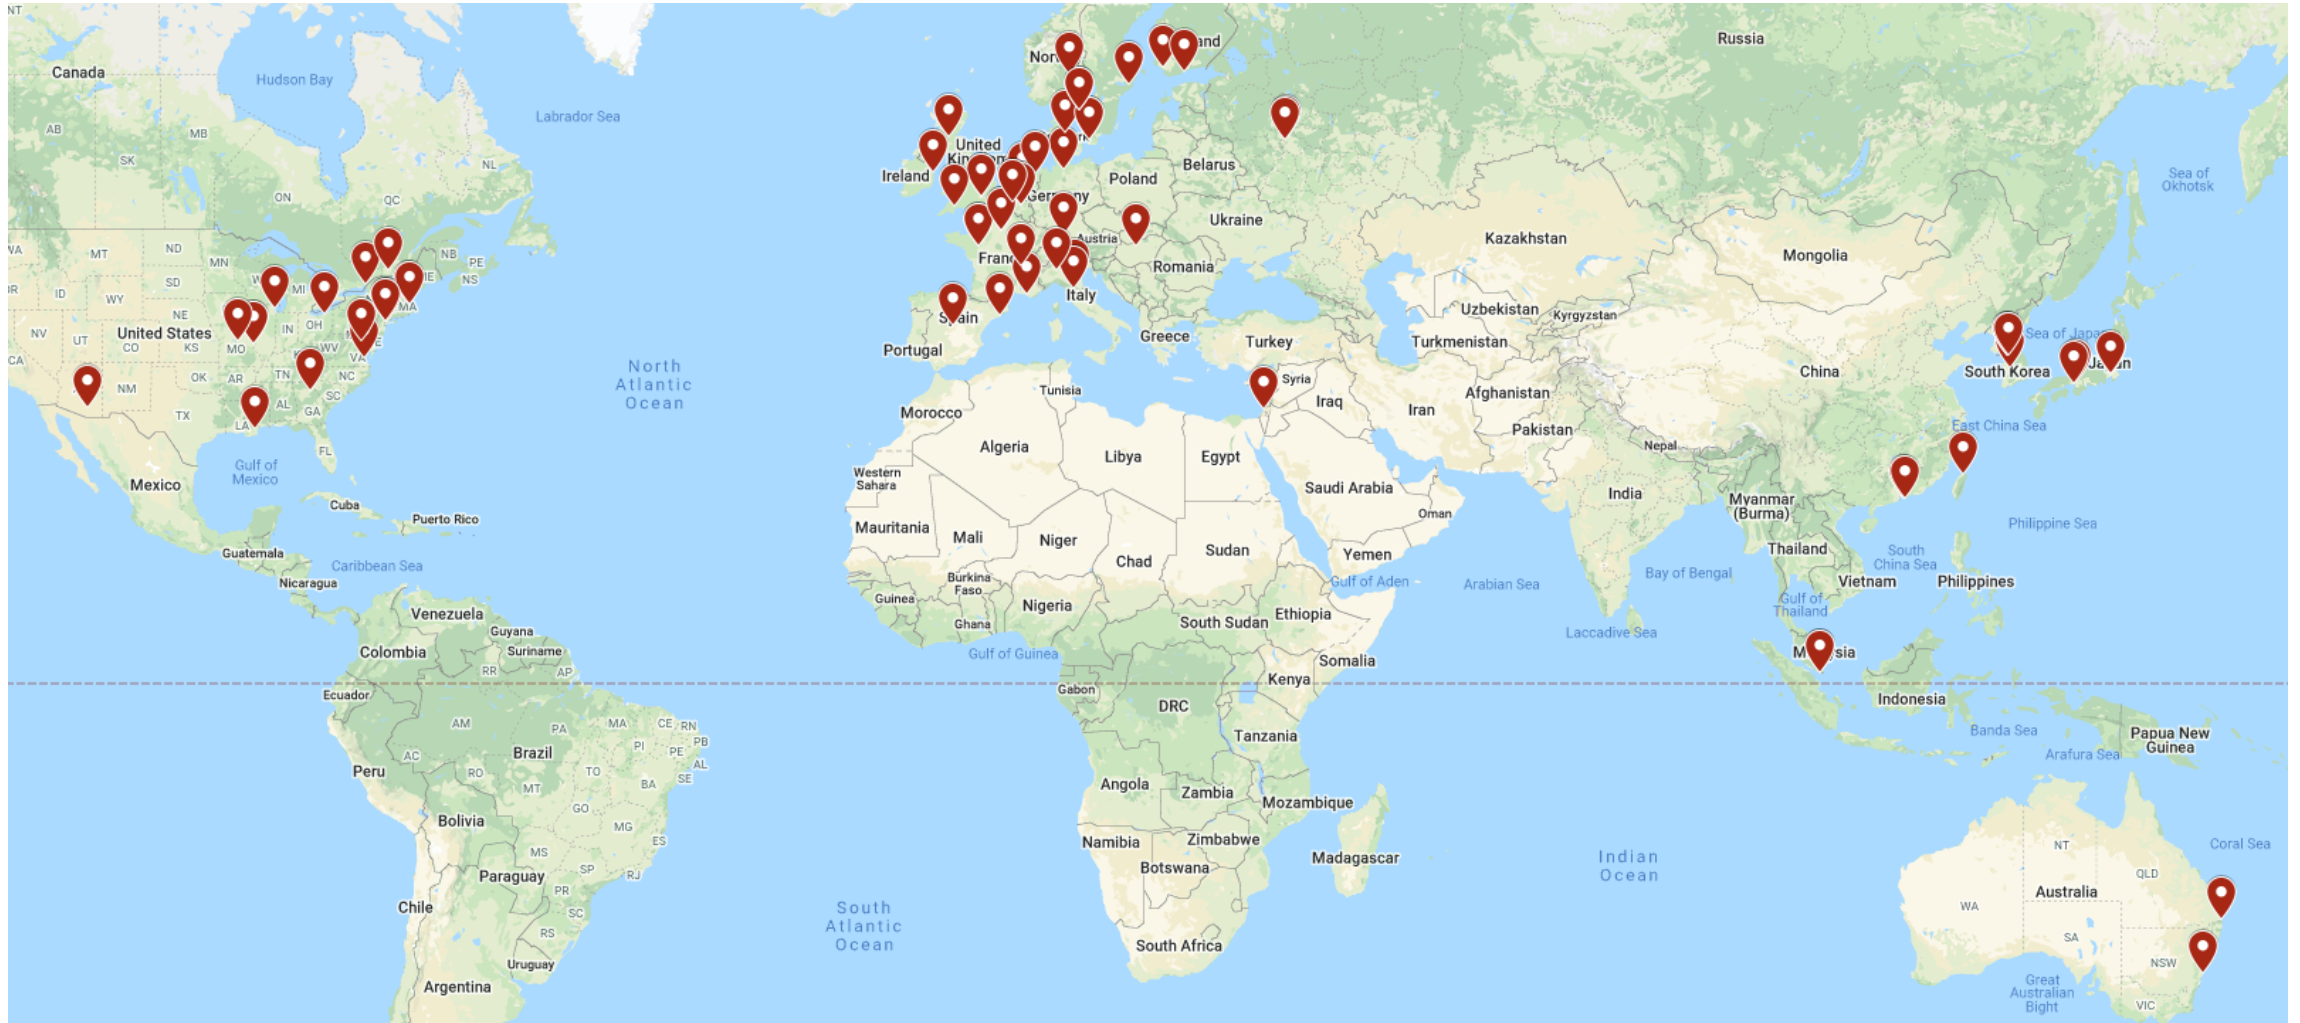 NT
Canada
Hudson Bay
Labrador Sea
AB
MB
SK
NL
ON
QC
WA
MT
ND
MN
NB
PE
NS
ID
WY
SD
MI
MA
NE
NV
UT
CO
United States
KS
MO
IN
OH
WV
VA
CA
NM
OK
AR
TN
NC
SC
TX
AL
GA
LA
FL
Gulf of
Mexico
Mexico
Cuba
Puerto Rico
Guatemala
Caribbean Sea
Nicaragua
Venezuela
Guyana
Suriname
Colombia
RR
AP
Ecuador
AM
PA
MA
CE
RN
PB
PE
PI
AL
SE
AC
Brazil
Peru
RO
TO
BA
MT
GO
Bolivia
MG
ES
MS
SP
RJ
Paraguay
PR
SC
Chile
RS
Uruguay
Argentina
North
Atlantic
Ocean
South
Atlantic
Ocean
United
Ireland
Poland
Belarus
Russia
Germany
Ukraine
Austria
Romania
Italy
Spain
Portugal
Greece
Turkey
Kazakhstan
Mongolia
Uzbekistan
Kyrgyzstan
Turkmenistan
Sea of
Okhotsk
Sea of Japan
South Korea
China
Syria
Tunisia
Morocco
Iraq
Iran
Afghanistan
Pakistan
Nepal
East China Sea
Algeria
Libya
Egypt
Western
Sahara
Saudi Arabia
India
Myanmar
(Burma)
Oman
Mauritania
Mali
Niger
Chad
Sudan
Yemen
Thailand
Philippine Sea
South
China Sea
Vietnam
Philippines
Burkina
Faso
Guinea
Nigeria
Ghana
Gulf of Aden
Arabian Sea
Bay of Bengal
Gulf of
Thailand
Ethiopia
South Sudan
Laccadive Sea
Gulf of Guinea
Somalia
Gabon
Kenya
DRC
Indonesia
Tanzania
Banda Sea
Papua New
Guinea
Arafura Sea
Angola
Zambia
Mozambique
Namibia
Zimbabwe
Botswana
Madagascar
Indian
Ocean
South Africa
NT
Coral Sea
QLD
Australia
WA
SA
NSW
Great
Australian
Bight
VIC